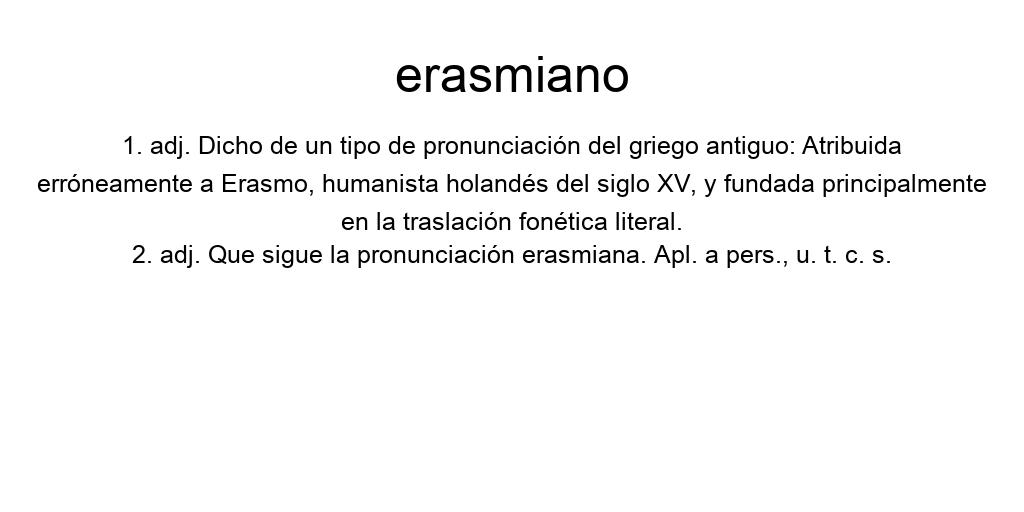 erasmiano
1. adj. Dicho de un tipo de pronunciación del griego antiguo: Atribuida
erróneamente a Erasmo, humanista holandés del siglo XV, y fundada principalmente
en la traslación fonética literal.
2. adj. Que sigue la pronunciación erasmiana. Apl. a pers., u. t. c. s.